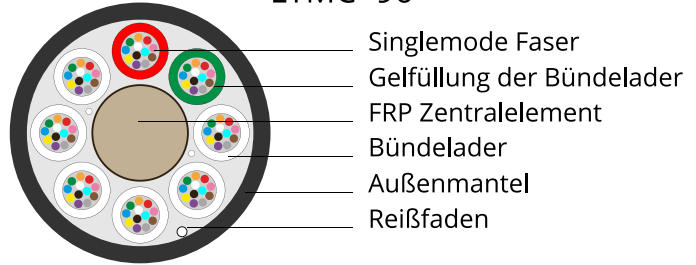 Singlemode Faser
Gelfüllung der Bündelader
FRP Zentralelement
Bündelader
Außenmantel
Reißfaden